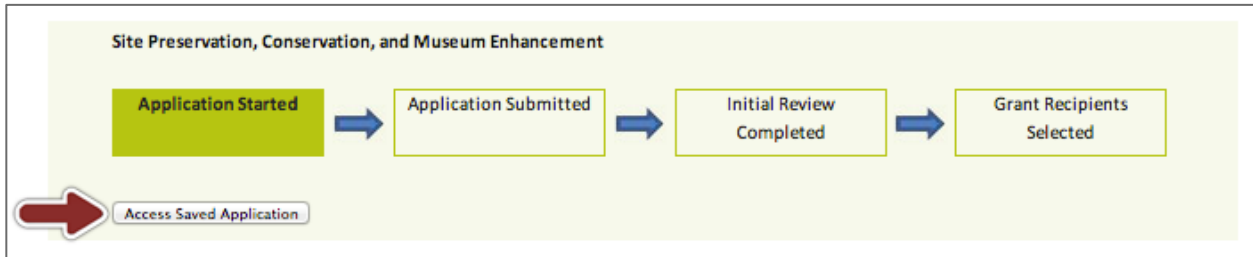 Site Preservation, Conservation, and Museum Enhancement
Application Started
Application Submitted
Initial Review
Completed
Grant Recipients
Selected
Access Saved Application